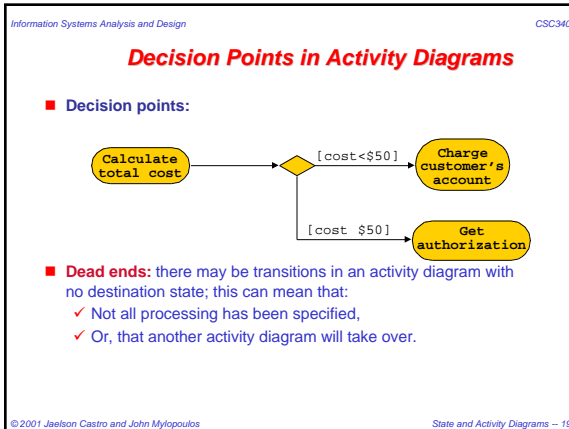 Information Systems Analysis and Design CSC340
Decision Points in Activity Diagrams
Decision points:
Calculate
total cost
[cost<$50]
Charge
customer's
account
[cost $50]
Get
authorization
Dead ends: there may be transitions in an activity diagram with
no destination state; this can mean that:
Not all processing has been specified,
Or, that another activity diagram will take over.
© 2001 Jaelson Castro and John Mylopoulos State and Activity Diagrams -- 19